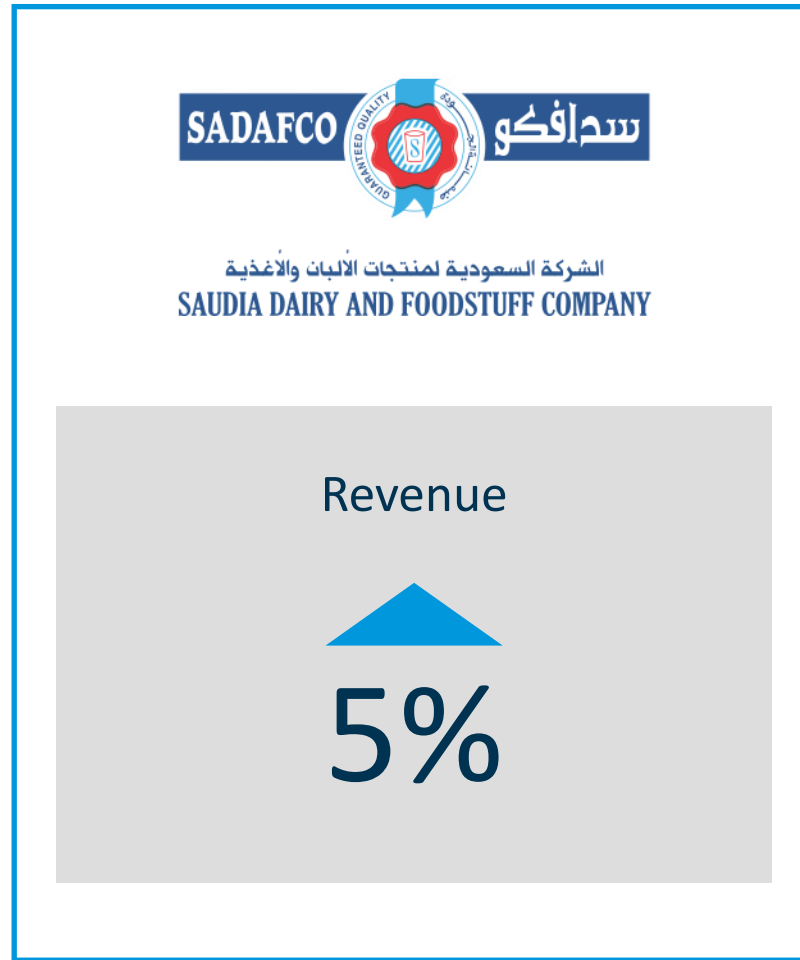 SADAFCO
سدافكو
GUARANTEED QUALITY
S
الشركة السعودية لمنتجات الألبان والأغذية
SAUDIA DAIRY AND FOODSTUFF COMPANY
Revenue
5%